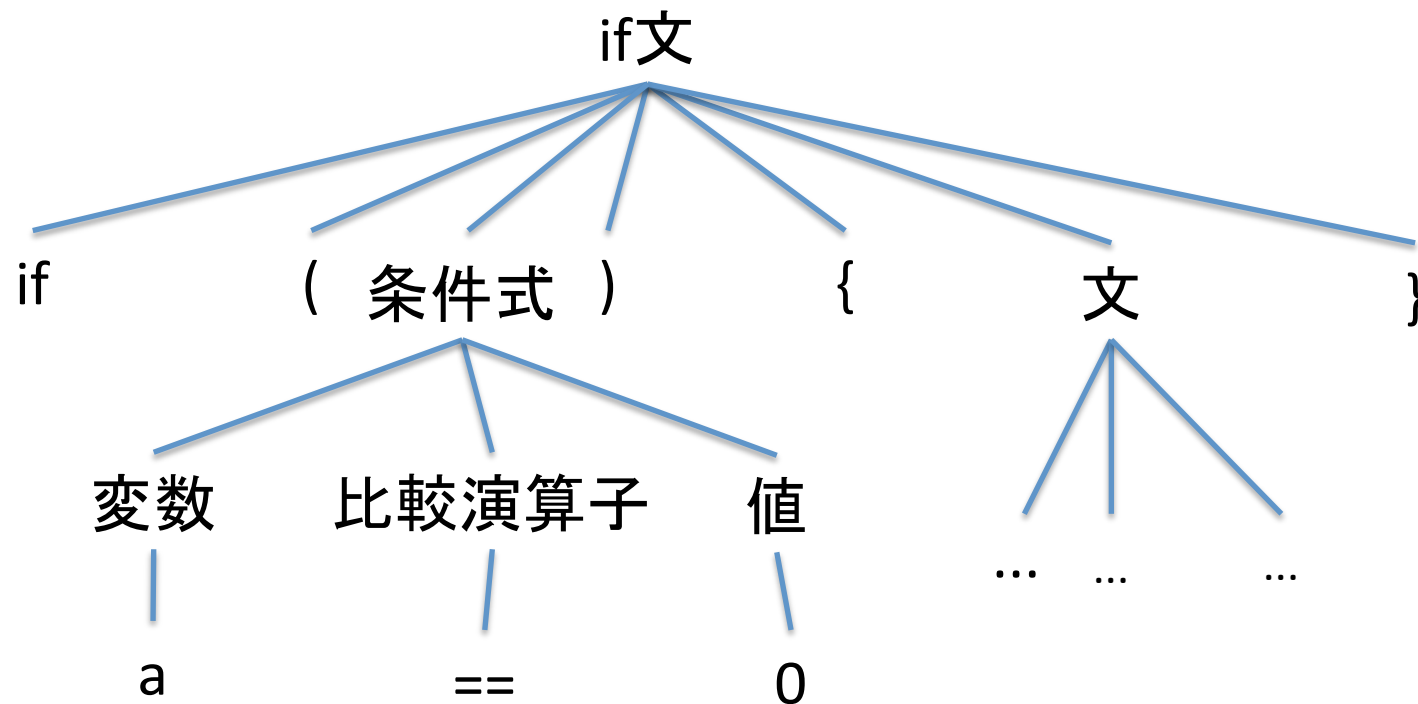 if文
if ( 条件式 ) { 文 }
変数 比較演算子 値
... ... ...
a == 0